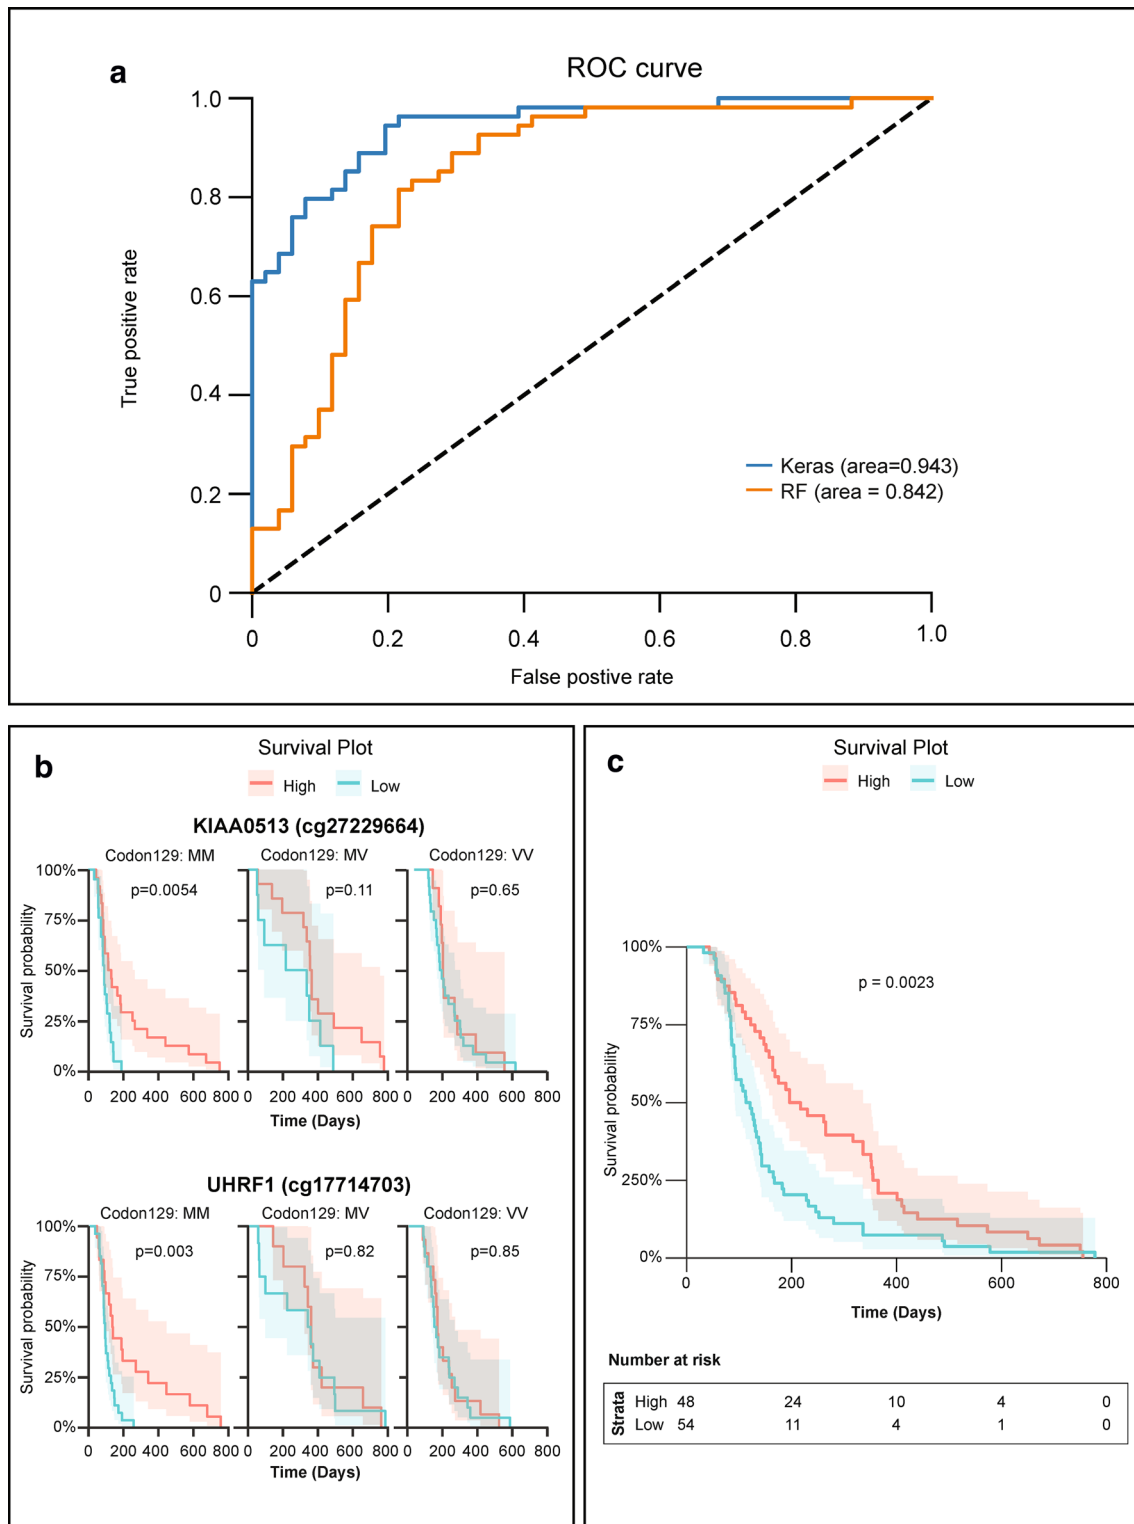 a
ROC curve
1.0
0.8
0.6
0.4
0.2
0
True positive rate
Keras (area=0.943)
RF (area = 0.842)
0 0.2 0.4 0.6 0.8 1.0
False postive rate
b
Survival Plot
High Low
KIAA0513 (cg27229664)
Codon129: MM Codon129: MV Codon129: VV
p=0.0054 p=0.11 p=0.65
100%
75%
50%
25%
0%
Survival probability
0 200 400 600 800 0 200 400 600 800 0 200 400 600 800
Time (Days)
UHRF1 (cg17714703)
Codon129: MM Codon129: MV Codon129: VV
p=0.003 p=0.82 p=0.85
100%
75%
50%
25%
0%
Survival probability
0 200 400 600 800 0 200 400 600 800 0 200 400 600 800
Time (Days)
c
Survival Plot
High Low
p = 0.0023
100%
75%
50%
250%
0%
Survival probability
0 200 400 600 800
Time (Days)
Number at risk
Strata
High 48 24 10 4 0
Low 54 11 4 1 0